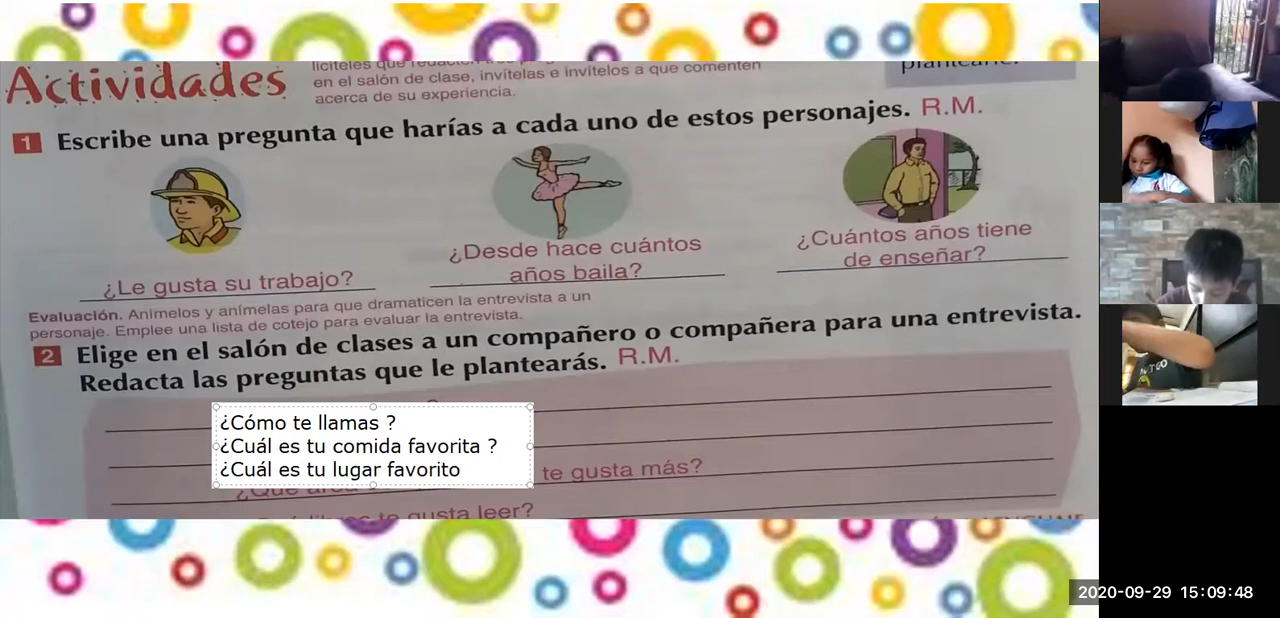 Actividades
en el salón de clase, invítelas e invítelos a que comenten
acerca de su experiencia.
1 Escribe una pregunta que harías a cada uno de estos personajes. R.M.
¿Le gusta su trabajo?
¿Desde hace cuántos
años baila?
¿Cuántos años tiene
de enseñar?
Evaluación. Anímelos y anímelas para que dramaticen la entrevista a un
personaje. Emplee una lista de cotejo para evaluar la entrevista.
2 Elige en el salón de clases a un compañero o compañera para una entrevista.
Redacta las preguntas que le plantearás. R.M.
¿Cómo te llamas ?
¿Cuál es tu comida favorita ?
¿Cuál es tu lugar favorito
te gusta más?
te gusta leer?
2020-09-29 15:09:48